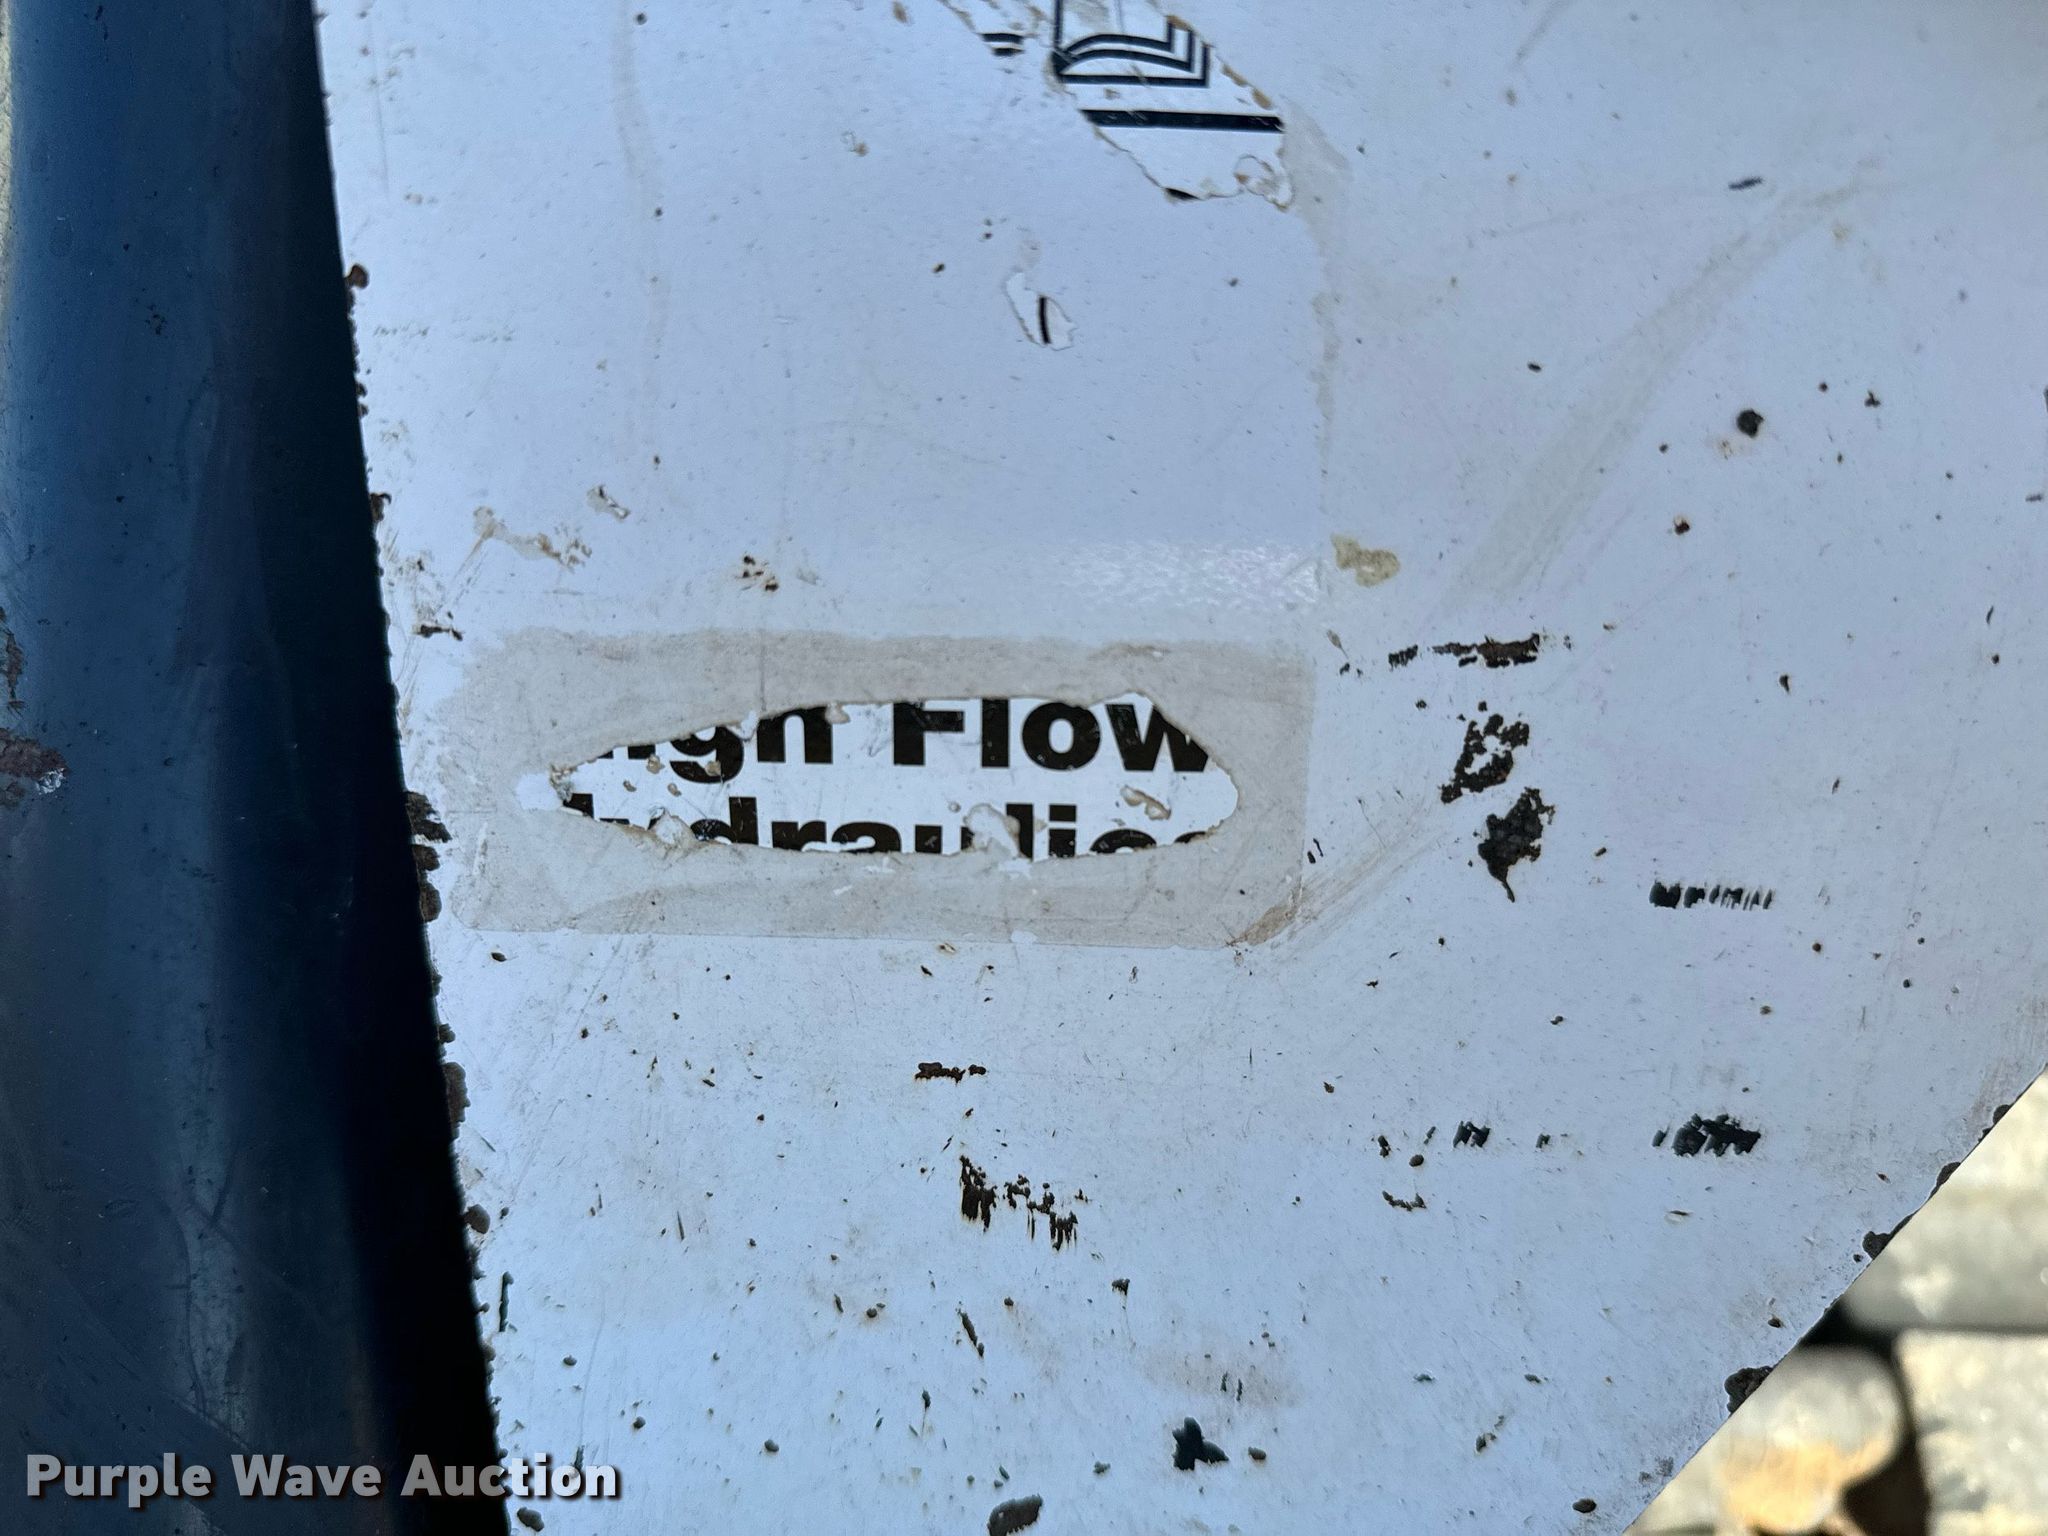 High Flow
Hydraulics
Purple Wave Auction